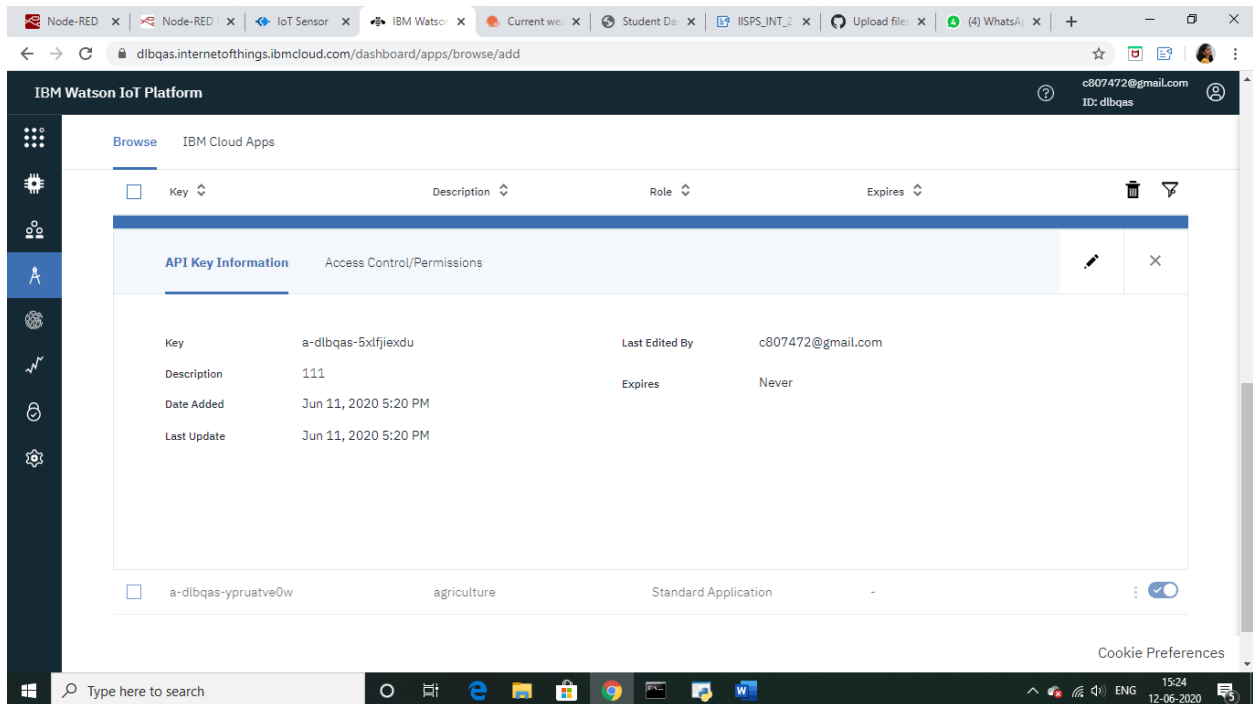 Node-RED
Node-RED
IoT Sensor
IBM Watson
Current wea
Student Das
IISPS_INT_2
Upload files
(4) WhatsAp
dlbqas.internetofthings.ibmcloud.com/dashboard/apps/browse/add
IBM Watson IoT Platform
c807472@gmail.com
ID: dlbqas
Browse IBM Cloud Apps
Key Description Role Expires
API Key Information Access Control/Permissions
Key a-dlbqas-5xlfjiexdu Last Edited By c807472@gmail.com
Description 111 Expires Never
Date Added Jun 11, 2020 5:20 PM
Last Update Jun 11, 2020 5:20 PM
a-dlbqas-ypruatve0w agriculture Standard Application -
Cookie Preferences
Type here to search
ENG 15:24
12-06-2020
5